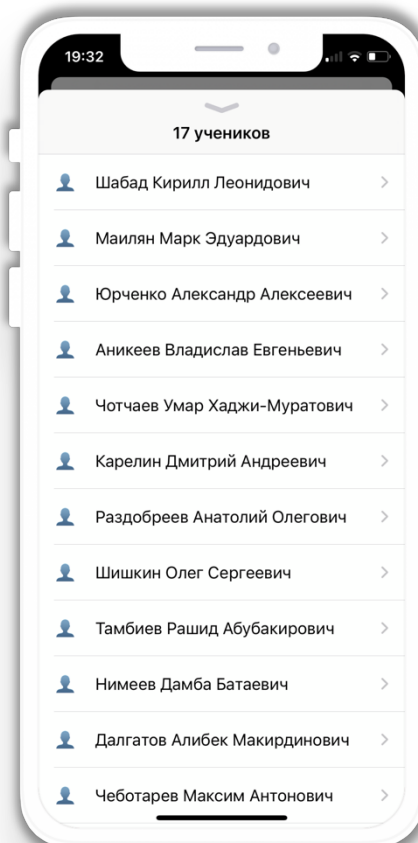 19:32
17 учеников
Шабад Кирилл Леонидович
Маилян Марк Эдуардович
Юрченко Александр Алексеевич
Аникеев Владислав Евгеньевич
Чотчаев Умар Хаджи-Муратович
Карелин Дмитрий Андреевич
Раздобреев Анатолий Олегович
Шишкин Олег Сергеевич
Тамбиев Рашид Абубакирович
Нимеев Дамба Батаевич
Далгатов Алибек Макирдинович
Чеботарев Максим Антонович